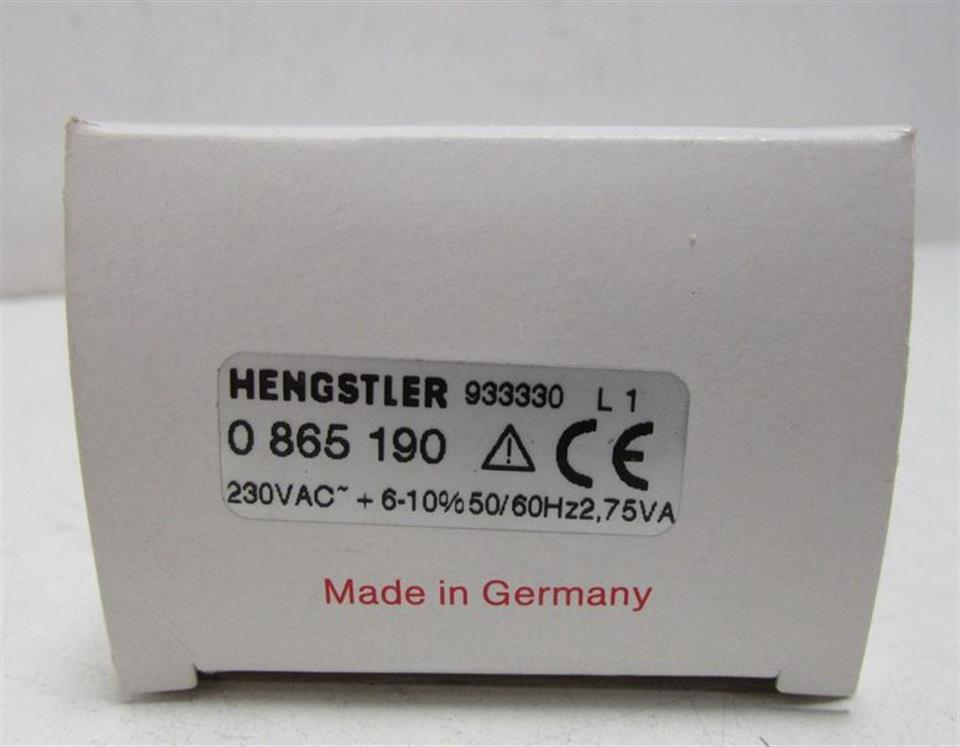 HENGSTLER 933330 L 1
0 865 190 ⚠ CE
230VAC~ + 6-10% 50/60Hz2,75VA
Made in Germany